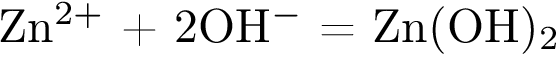 Zn²⁺ + 2OH⁻ = Zn(OH)₂